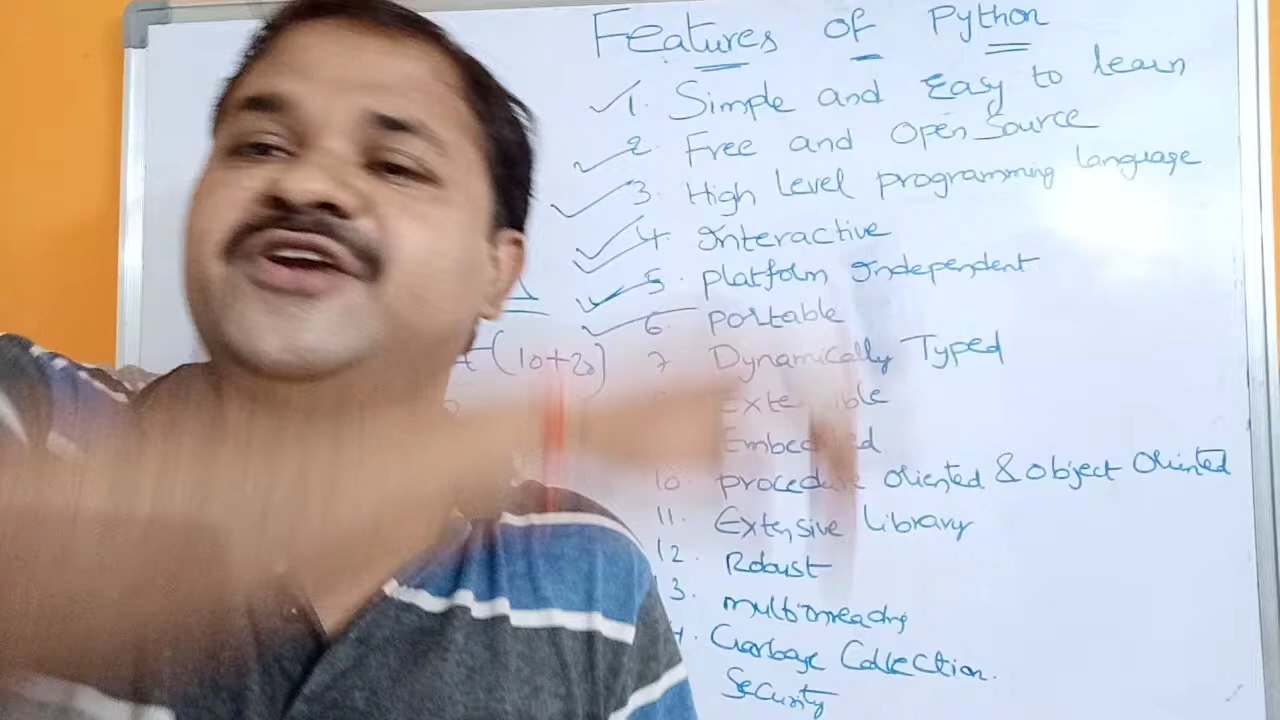 Features of Python
1. Simple and Easy to learn
2. Free and Open Source
3. High Level programming language
4. Interactive
5. platform Independent
6. portable
(10+20)
7 Dynamically Typed
10 procedure oriented & object oriented
11. Extensive library
12. Robust
3. multithreading
Garbage Collection.
Security